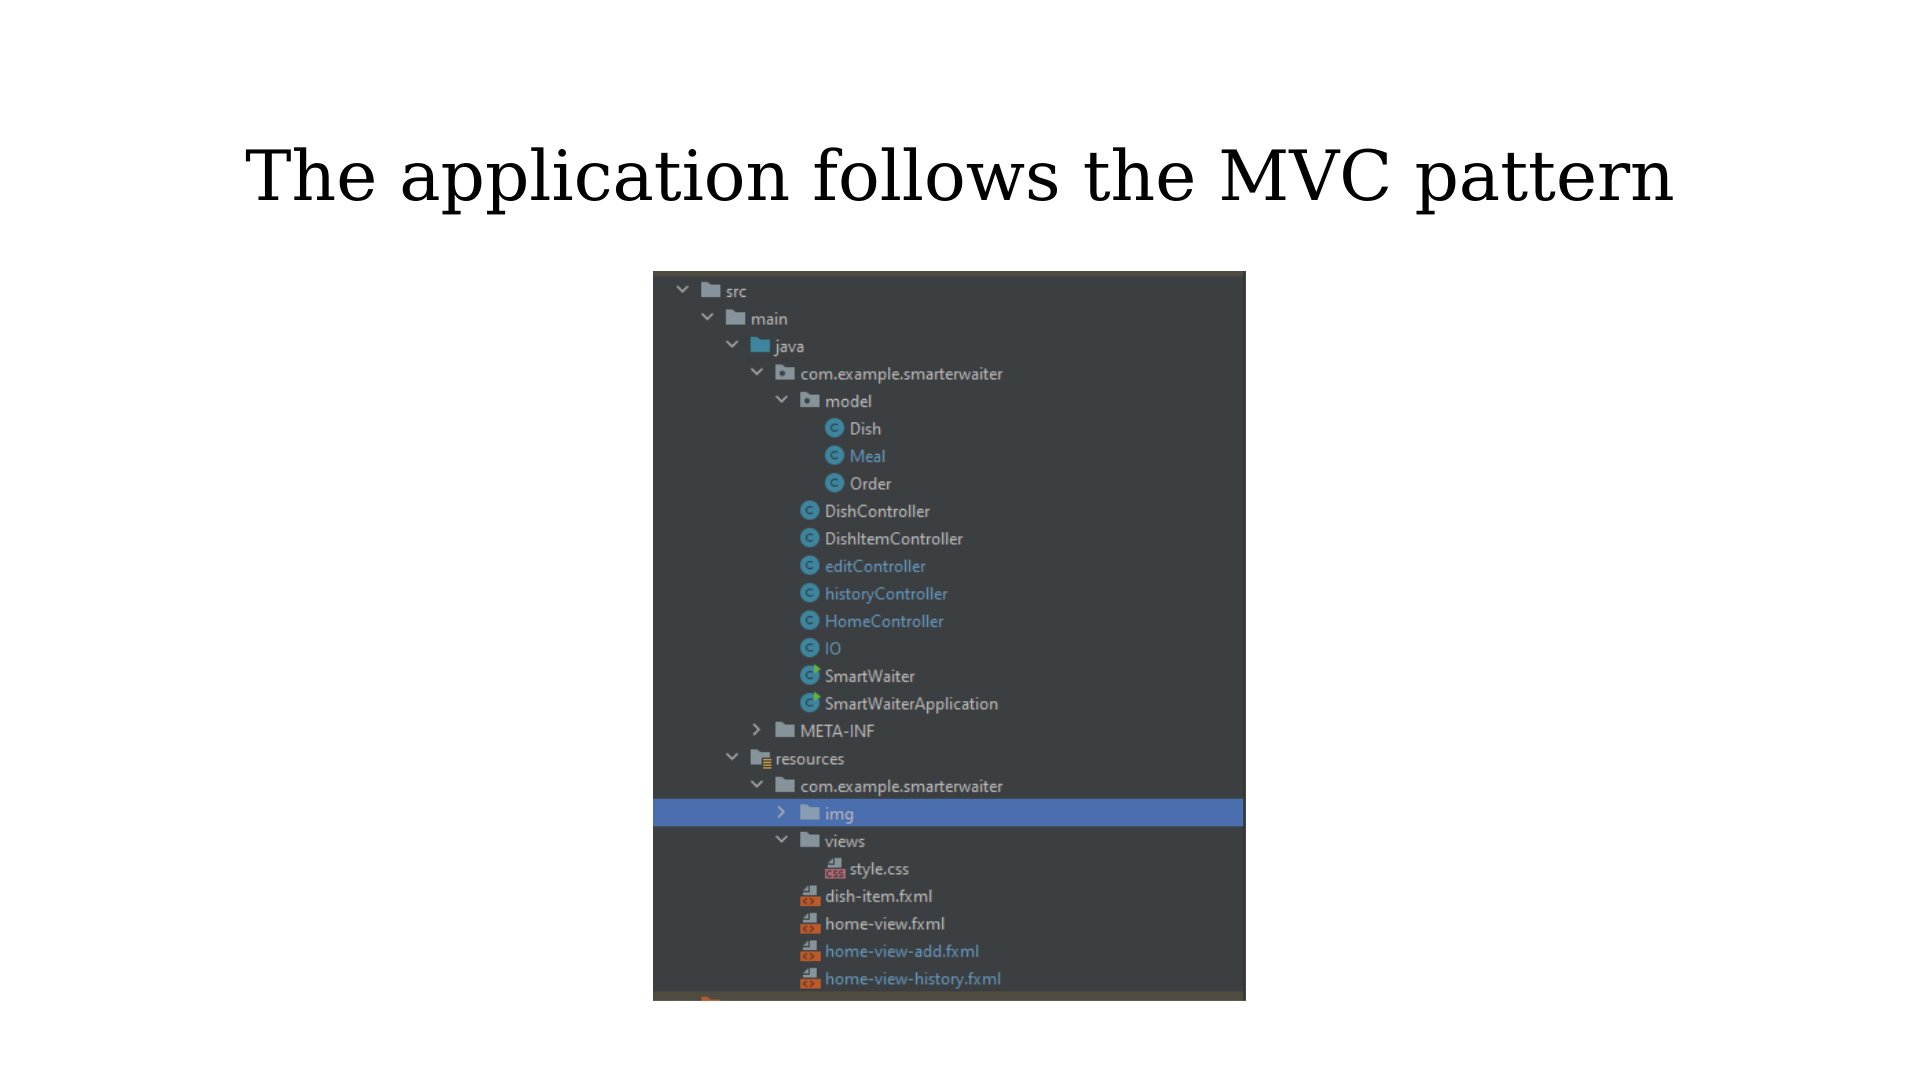 The application follows the MVC pattern
src
main
java
com.example.smarterwaiter
model
Dish
Meal
Order
DishController
DishItemController
editController
historyController
HomeController
IO
SmartWaiter
SmartWaiterApplication
META-INF
resources
com.example.smarterwaiter
img
views
style.css
dish-item.fxml
home-view.fxml
home-view-add.fxml
home-view-history.fxml